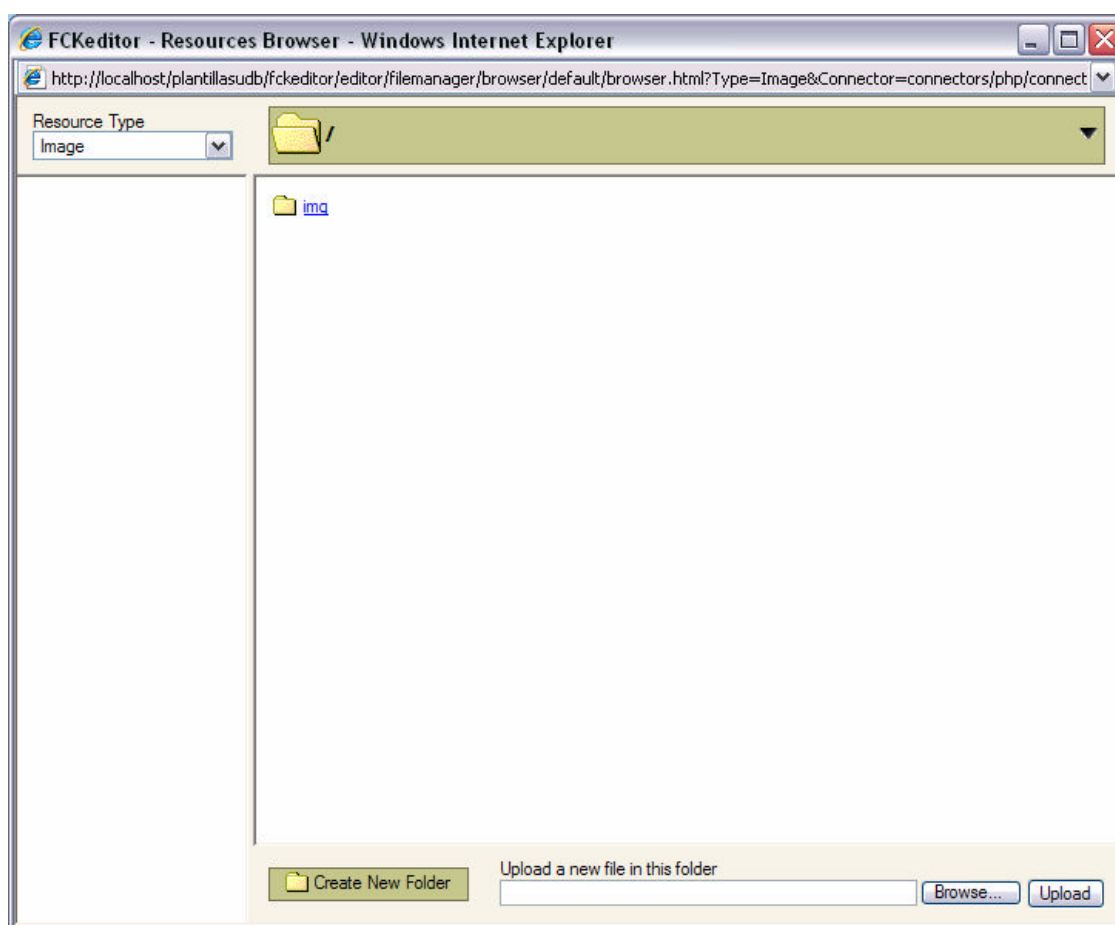 FCKeditor - Resources Browser - Windows Internet Explorer
http://localhost/plantillasudb/fckeditor/editor/filemanager/browser/default/browser.html?Type=Image&Connector=connectors/php/connect
Resource Type
Image
/
img
Create New Folder
Upload a new file in this folder
Browse...
Upload